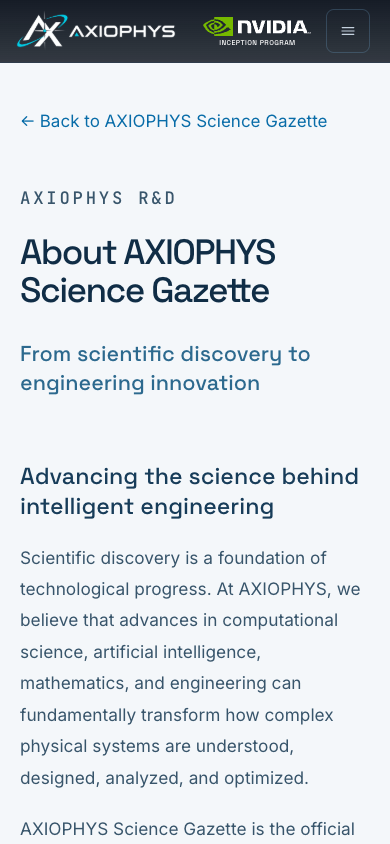 AXIOPHYS
NVIDIA
INCEPTION PROGRAM
← Back to AXIOPHYS Science Gazette
AXIOPHYS R&D
About AXIOPHYS
Science Gazette
From scientific discovery to
engineering innovation
Advancing the science behind
intelligent engineering
Scientific discovery is a foundation of
technological progress. At AXIOPHYS, we
believe that advances in computational
science, artificial intelligence,
mathematics, and engineering can
fundamentally transform how complex
physical systems are understood,
designed, analyzed, and optimized.
AXIOPHYS Science Gazette is the official